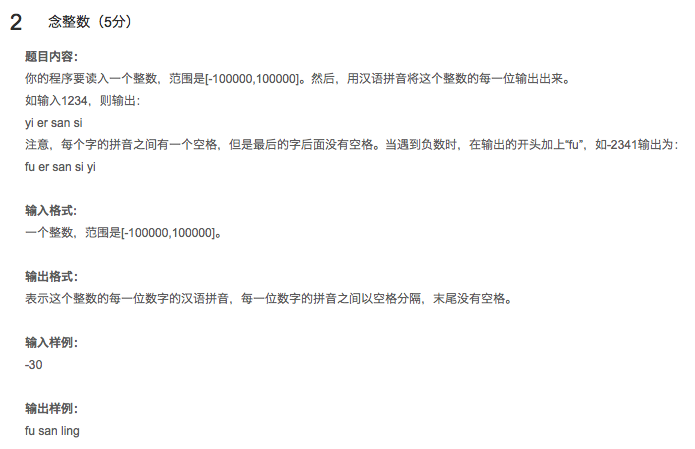 2 念整数（5分）
题目内容：
你的程序要读入一个整数，范围是[-100000,100000]。然后，用汉语拼音将这个整数的每一位输出出来。
如输入1234，则输出：
yi er san si
注意，每个字的拼音之间有一个空格，但是最后的字后面没有空格。当遇到负数时，在输出的开头加上“fu”，如-2341输出为：
fu er san si yi
输入格式:
一个整数，范围是[-100000,100000]。
输出格式：
表示这个整数的每一位数字的汉语拼音，每一位数字的拼音之间以空格分隔，末尾没有空格。
输入样例：
-30
输出样例：
fu san ling